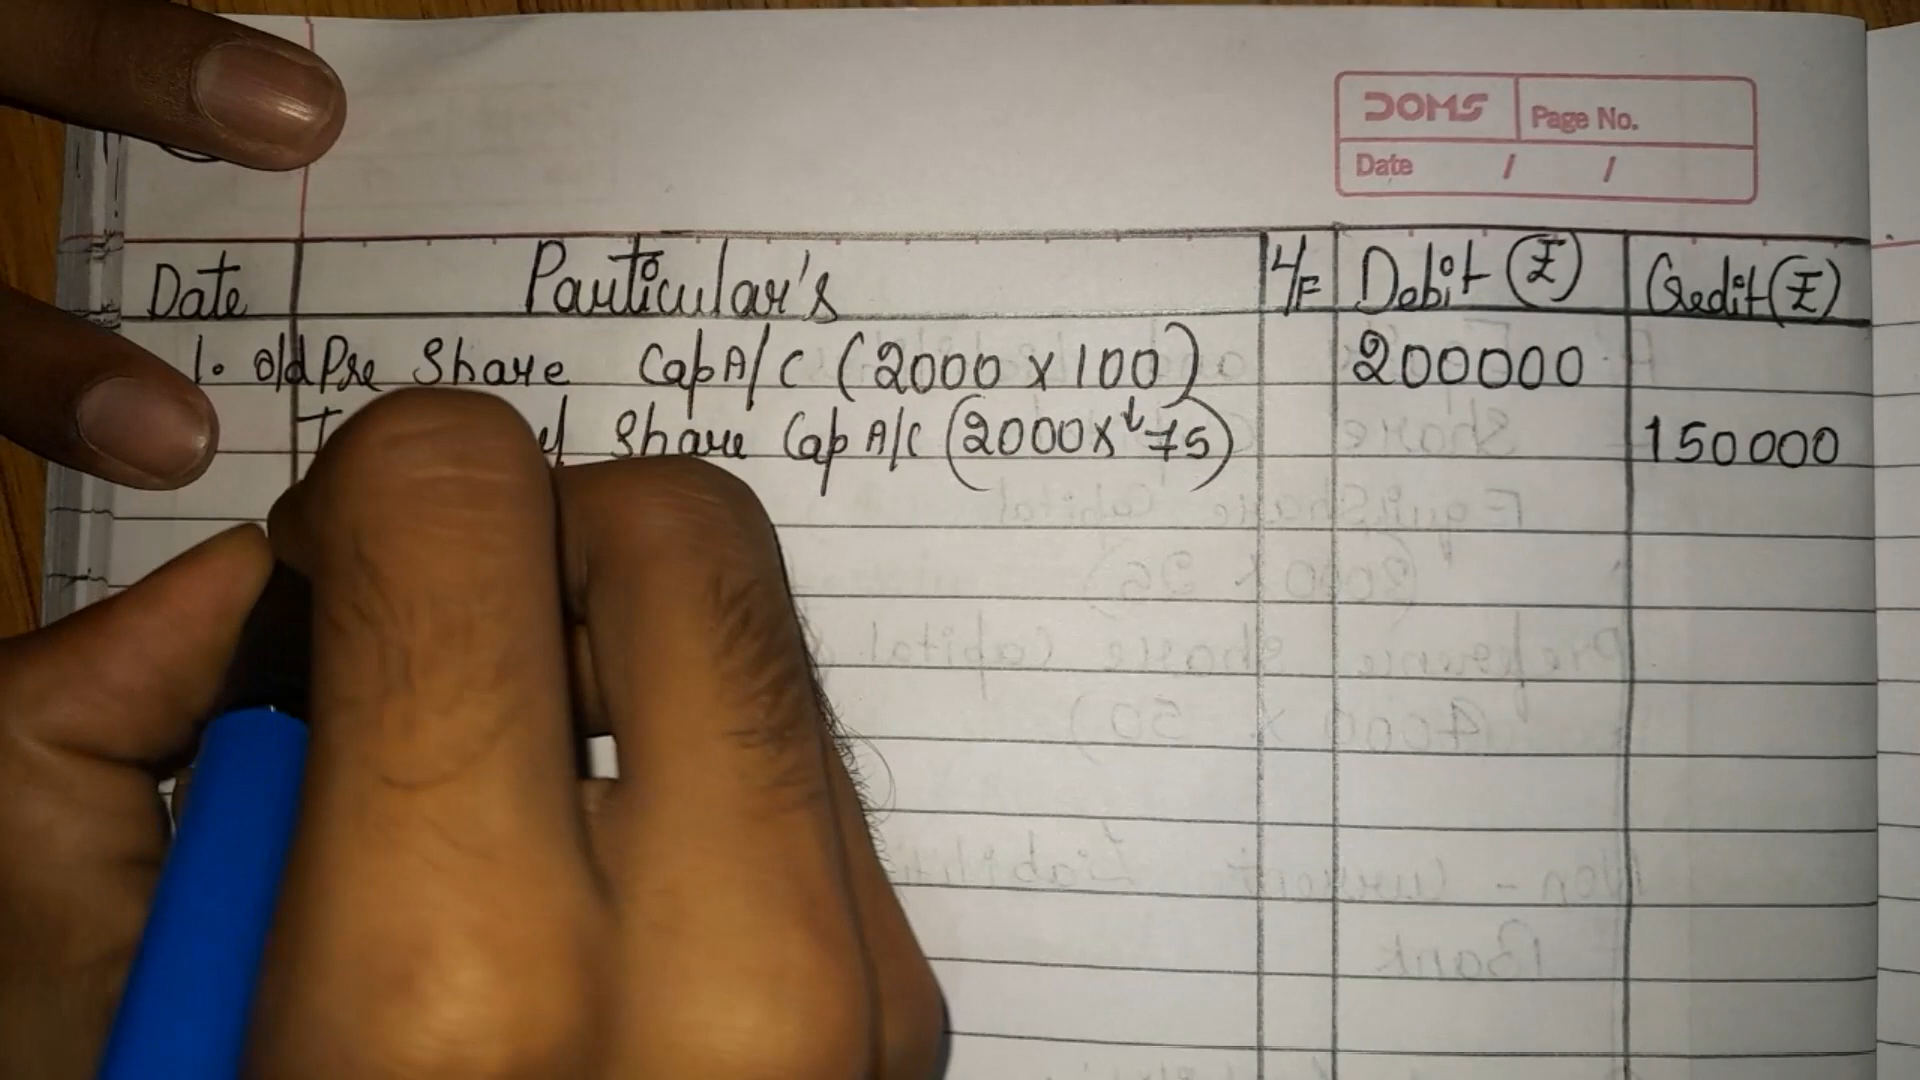 DOMS Page No.
Date / /
Date Particular's L/F Debit (₹) Credit (₹)
1. old Pre Share Cap A/C (2000 x 100) 200000
Share Cap A/C (2000 x 75) 150000